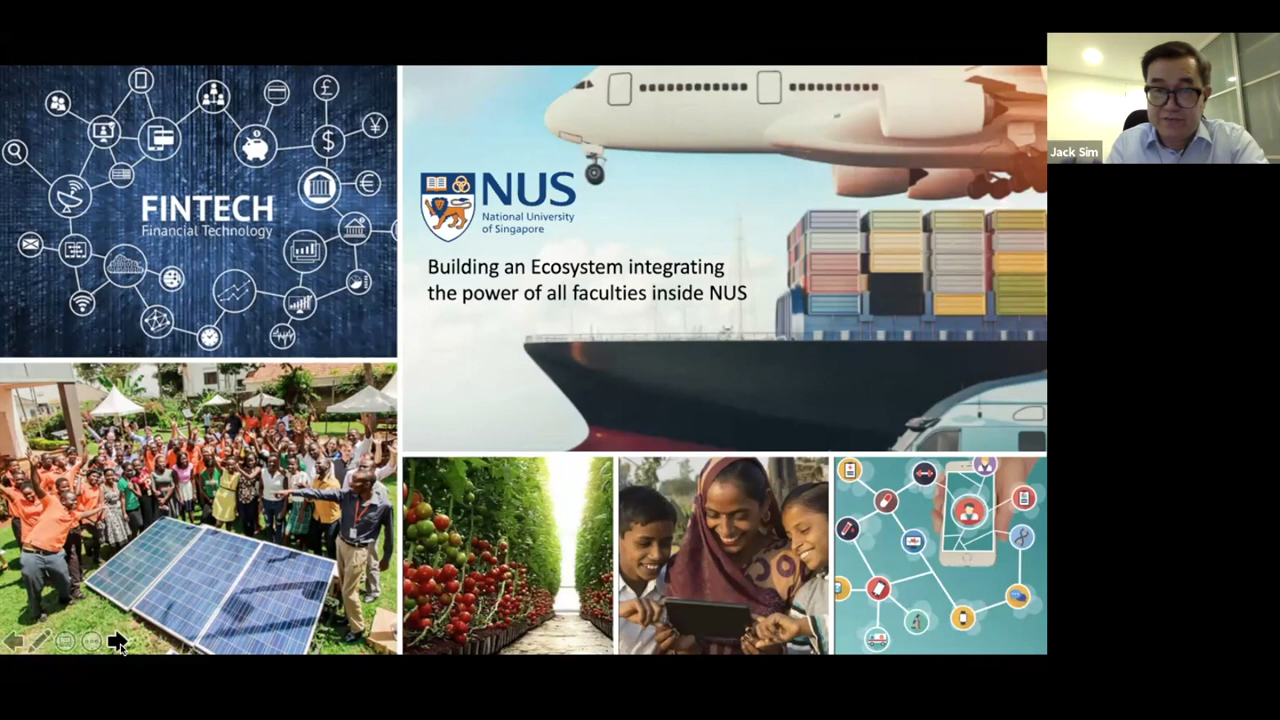 FINTECH
Financial Technology
NUS
National University
of Singapore
Building an Ecosystem integrating
the power of all faculties inside NUS
Jack Sim